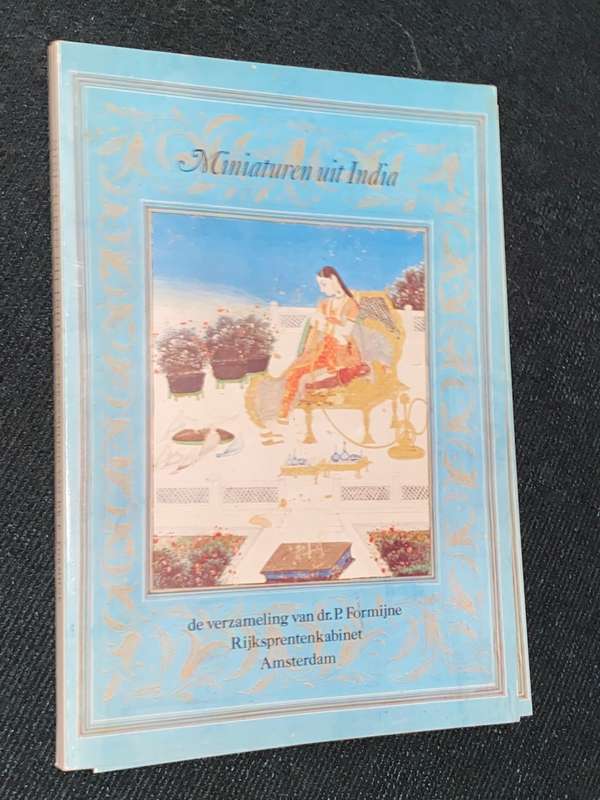 Miniaturen uit India
de verzameling van dr. P. Formijne
Rijksprentenkabinet
Amsterdam